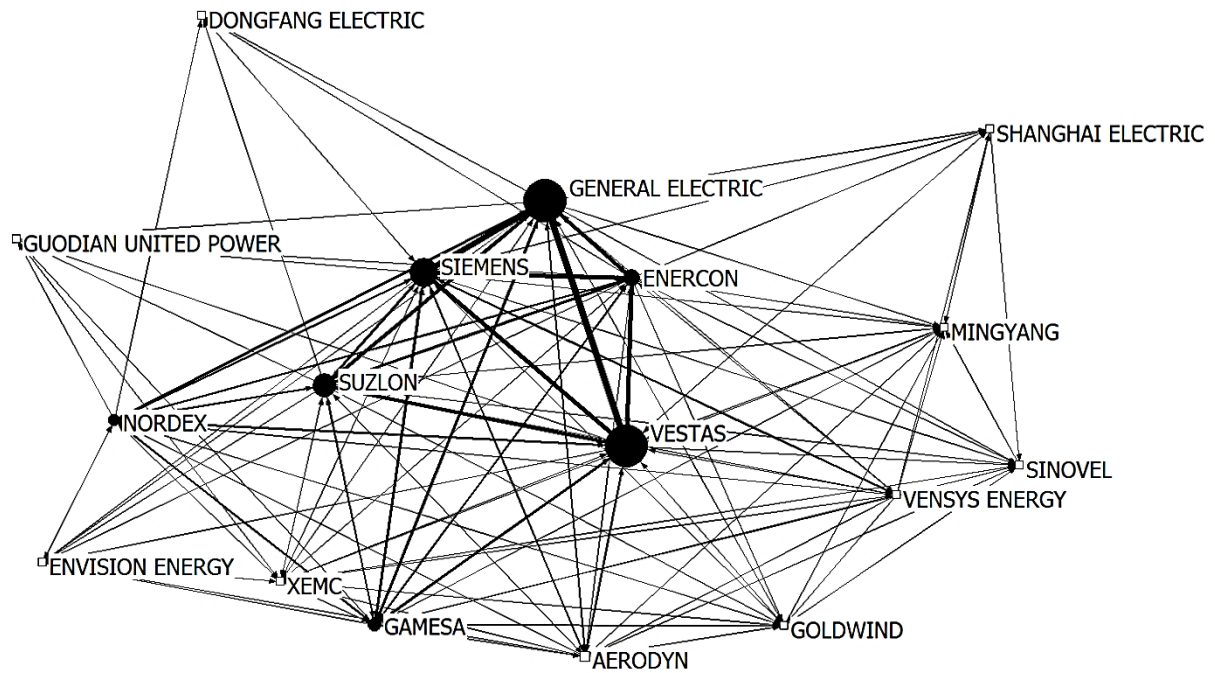 DONGFANG ELECTRIC
SHANGHAI ELECTRIC
GENERAL ELECTRIC
GUODIAN UNITED POWER
SIEMENS
ENERCON
MINGYANG
SUZLON
NORDEX
VESTAS
SINOVEL
VENSYS ENERGY
ENVISION ENERGY
XEMC
GAMESA
GOLDWIND
AERODYN